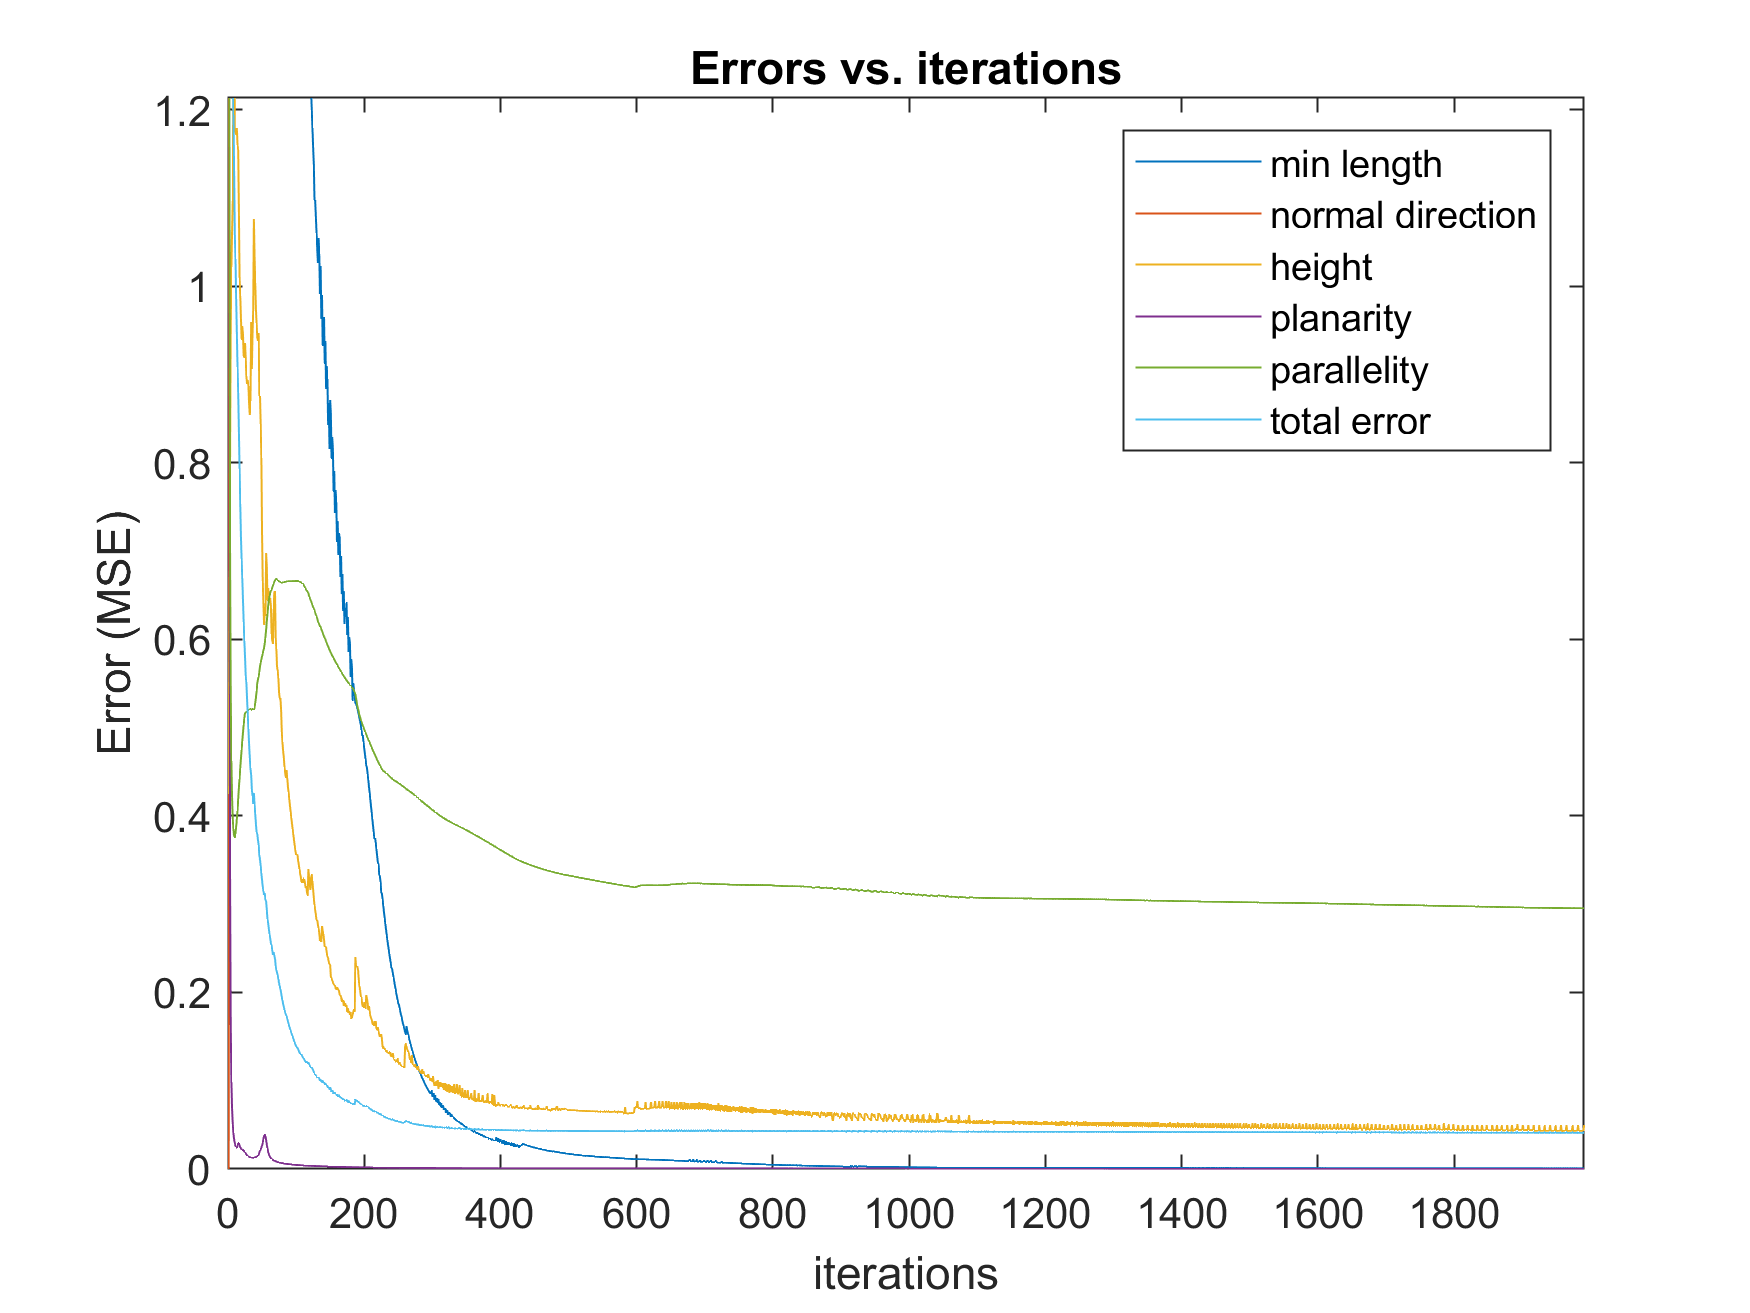 Errors vs. iterations
1.2
1
0.8
0.6
0.4
0.2
0
Error (MSE)
min length
normal direction
height
planarity
parallelity
total error
0 200 400 600 800 1000 1200 1400 1600 1800
iterations